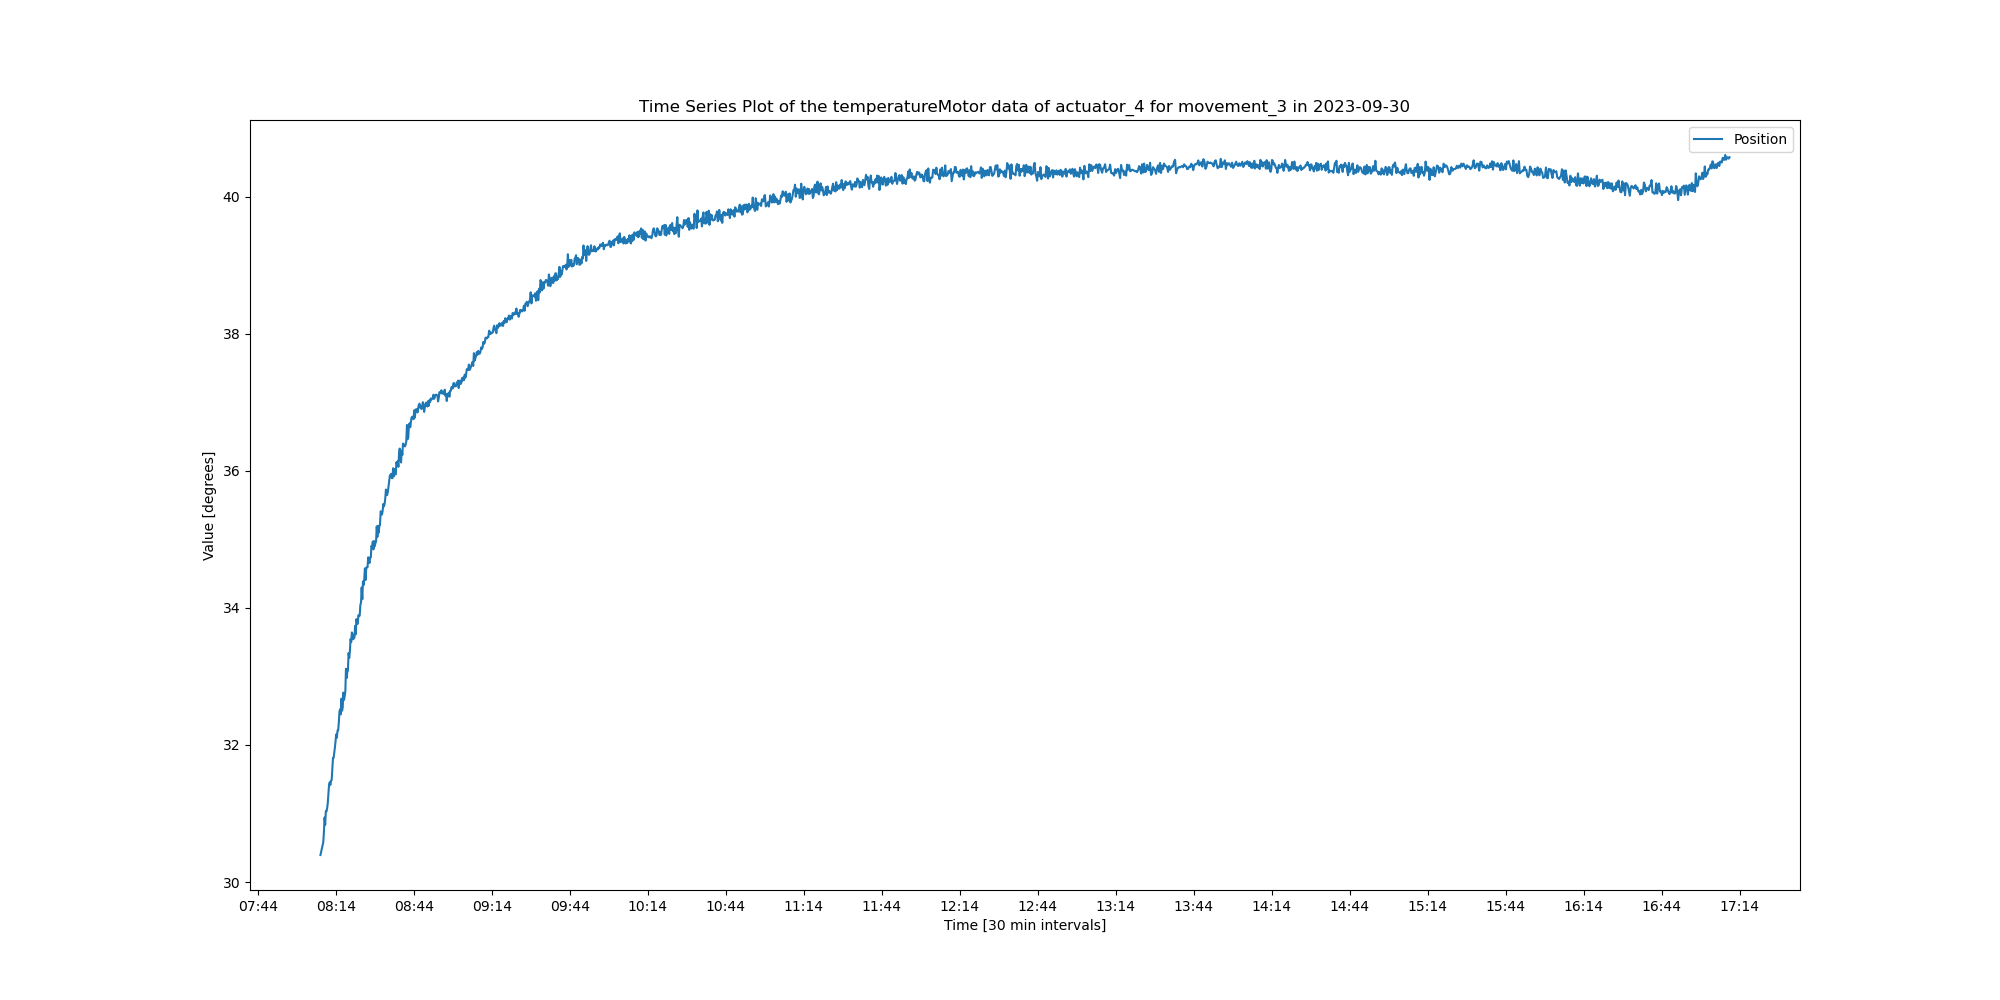 Time Series Plot of the temperatureMotor data of actuator_4 for movement_3 in 2023-09-30
Position
Value [degrees]
40
38
36
34
32
30
07:44 08:14 08:44 09:14 09:44 10:14 10:44 11:14 11:44 12:14 12:44 13:14 13:44 14:14 14:44 15:14 15:44 16:14 16:44 17:14
Time [30 min intervals]